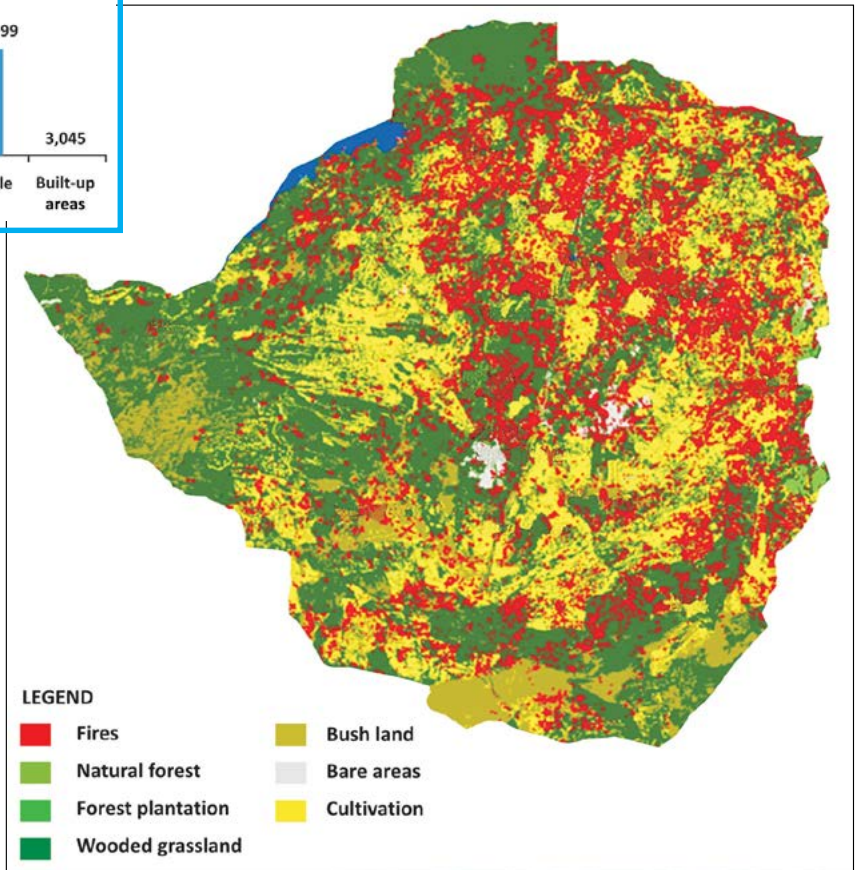 99
3,045
le
Built-up
areas
LEGEND
Fires
Natural forest
Forest plantation
Wooded grassland
Bush land
Bare areas
Cultivation